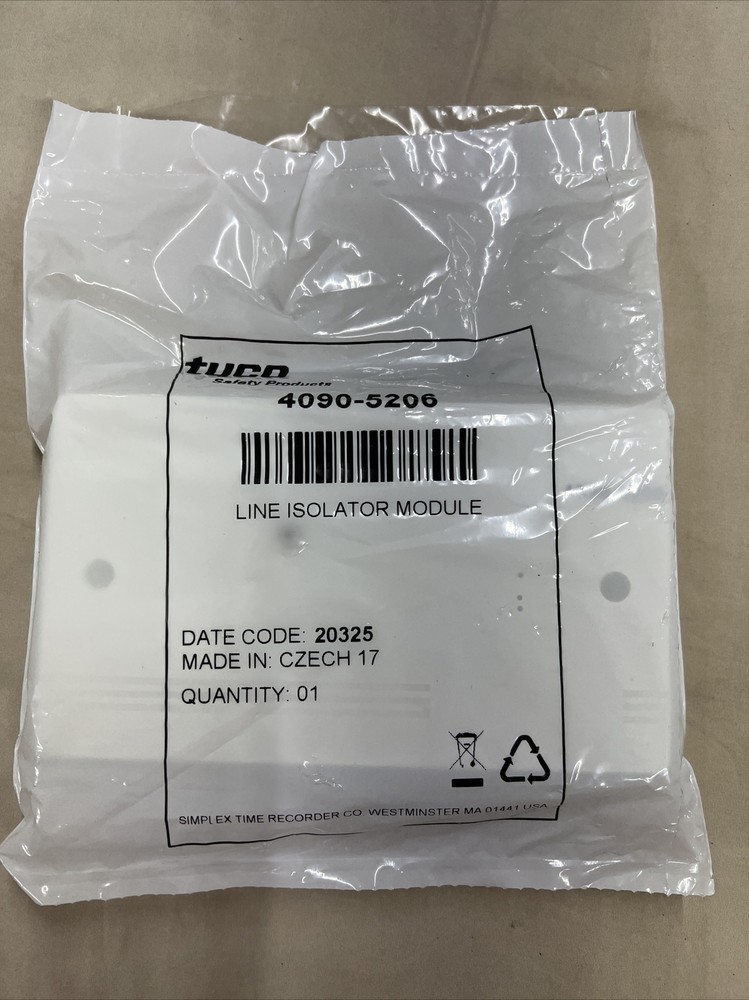 tyco
Safety Products
4090-5206
LINE ISOLATOR MODULE
DATE CODE: 20325
MADE IN: CZECH 17
QUANTITY: 01
SIMPLEX TIME RECORDER CO. WESTMINSTER MA 01441 USA